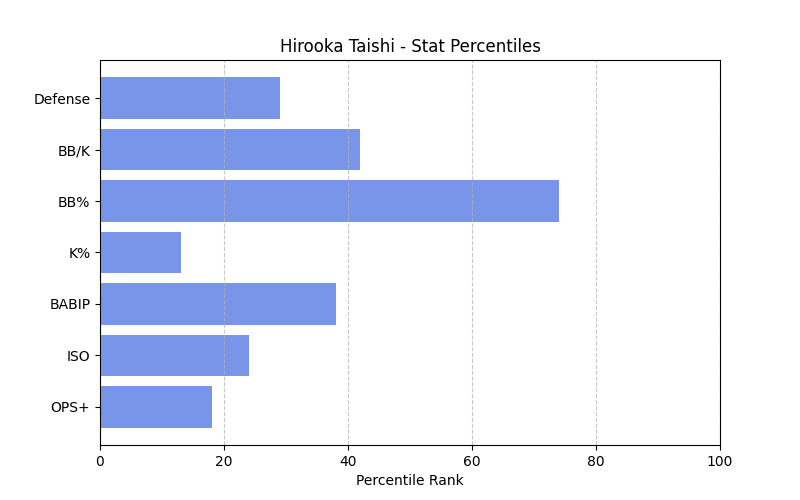 Hirooka Taishi - Stat Percentiles
Defense
BB/K
BB%
K%
BABIP
ISO
OPS+
0 20 40 60 80 100
Percentile Rank